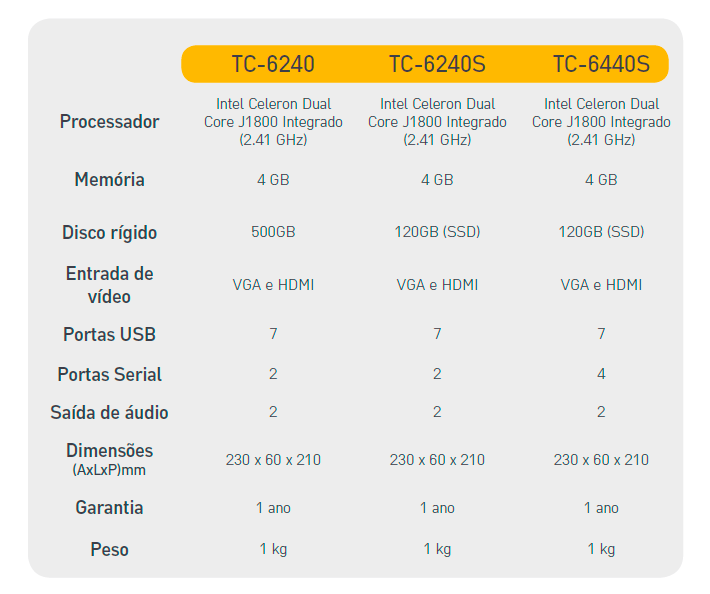 TC-6240 TC-6240S TC-6440S
Processador
Intel Celeron Dual Core J1800 Integrado (2.41 GHz)
Intel Celeron Dual Core J1800 Integrado (2.41 GHz)
Intel Celeron Dual Core J1800 Integrado (2.41 GHz)
Memória 4 GB 4 GB 4 GB
Disco rígido 500GB 120GB (SSD) 120GB (SSD)
Entrada de vídeo VGA e HDMI VGA e HDMI VGA e HDMI
Portas USB 7 7 7
Portas Serial 2 2 4
Saída de áudio 2 2 2
Dimensões (AxLxP)mm 230 x 60 x 210 230 x 60 x 210 230 x 60 x 210
Garantia 1 ano 1 ano 1 ano
Peso 1 kg 1 kg 1 kg